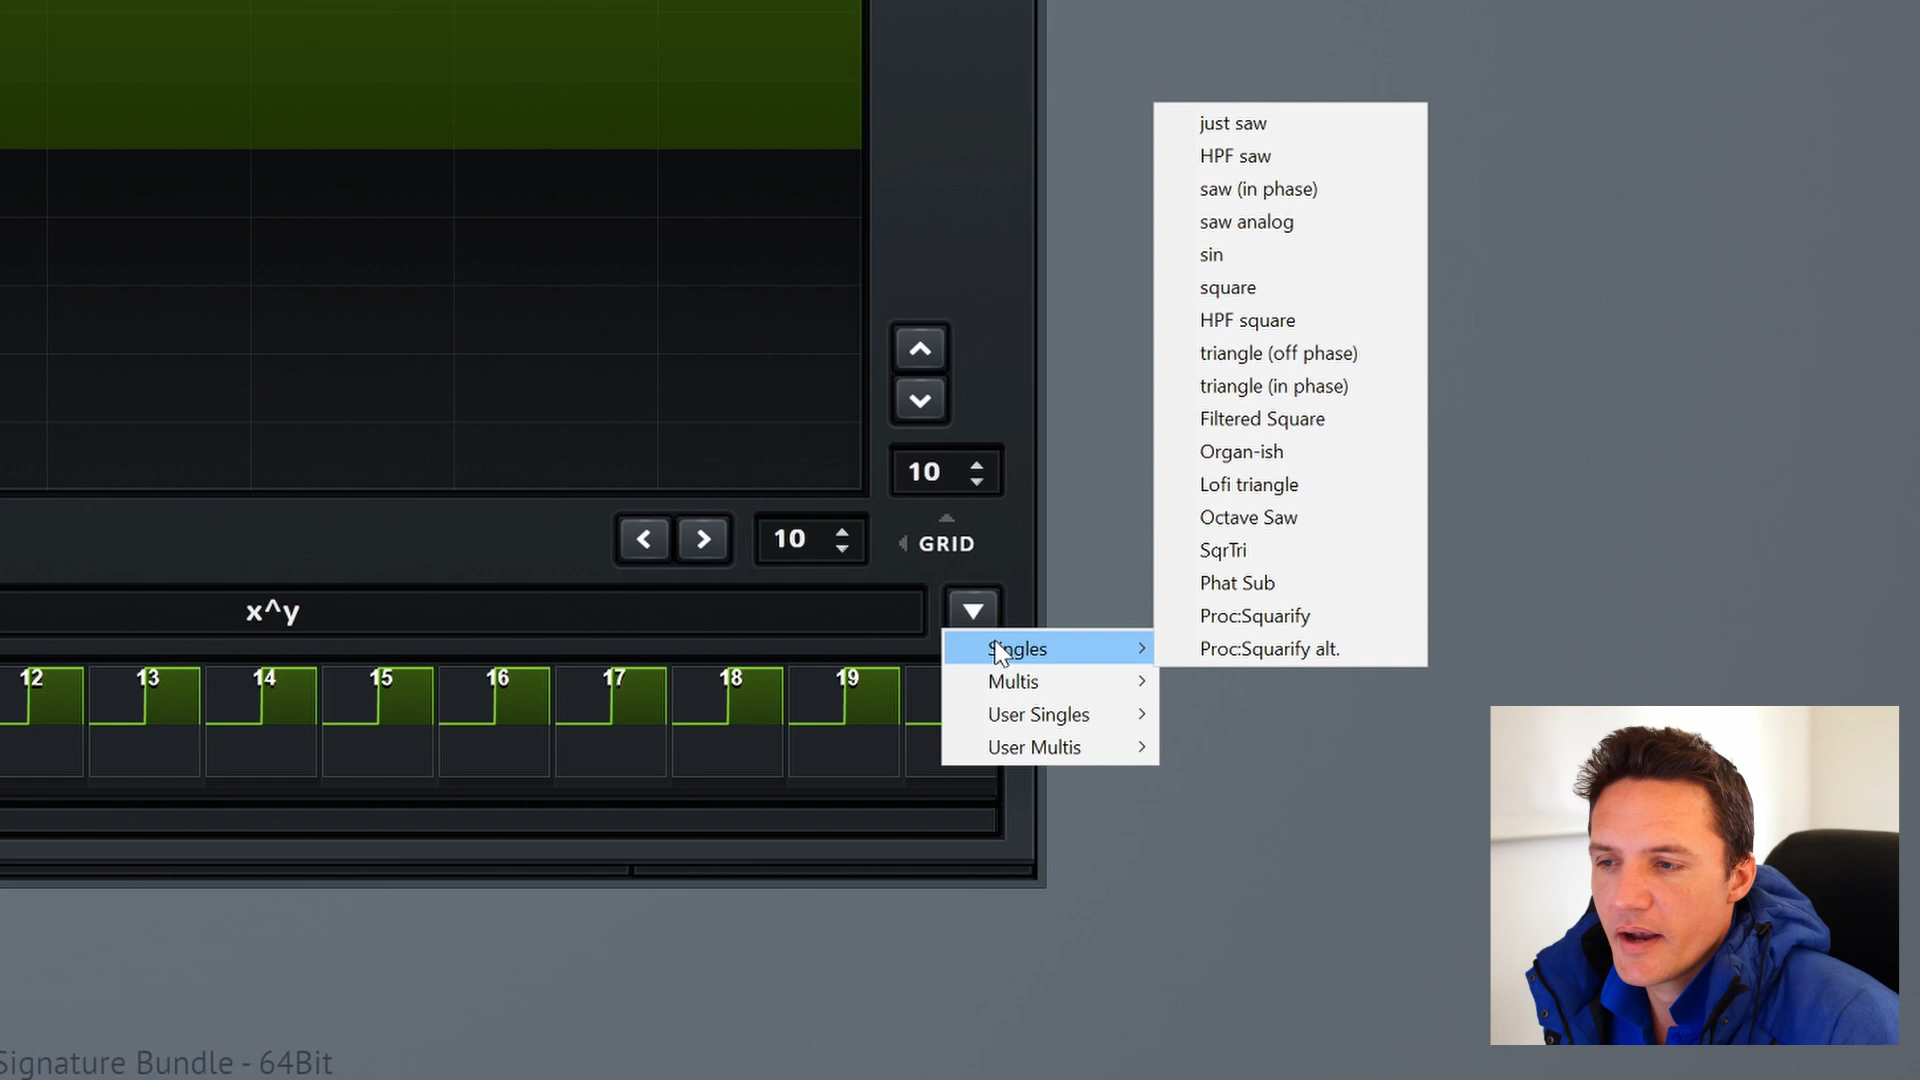 just saw
HPF saw
saw (in phase)
saw analog
sin
square
HPF square
triangle (off phase)
triangle (in phase)
Filtered Square
Organ-ish
Lofi triangle
Octave Saw
SqrTri
Phat Sub
Proc:Squarify
Proc:Squarify alt.
10
10
GRID
x^y
Singles
Multis
User Singles
User Multis
12 13 14 15 16 17 18 19
Signature Bundle - 64Bit